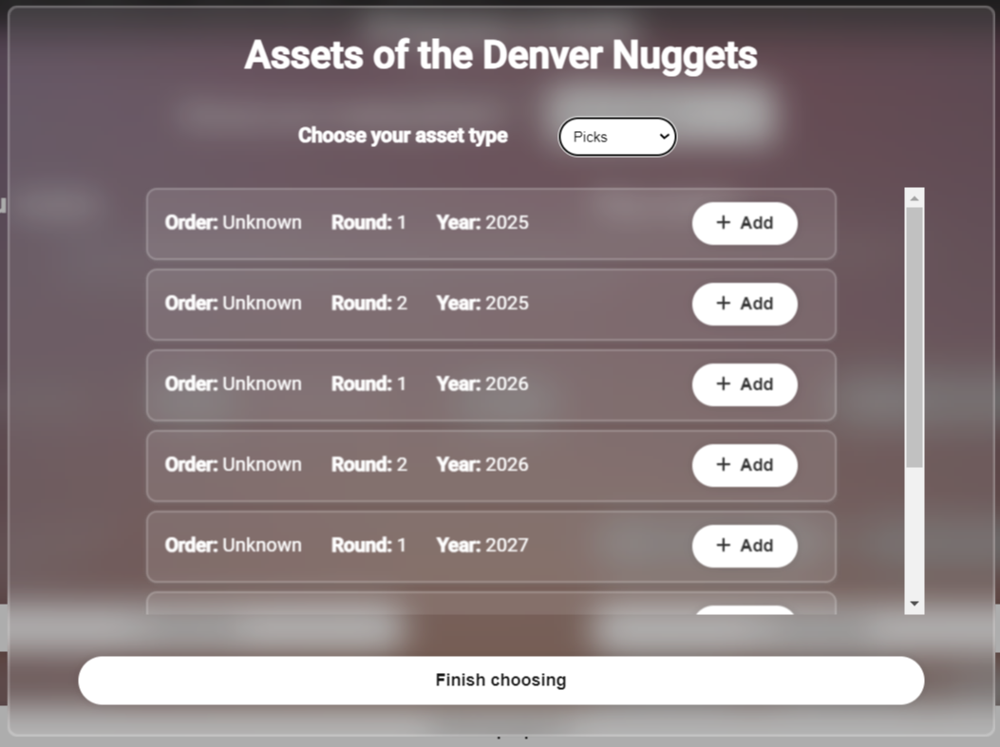 Assets of the Denver Nuggets
Choose your asset type Picks
Order: Unknown Round: 1 Year: 2025 + Add
Order: Unknown Round: 2 Year: 2025 + Add
Order: Unknown Round: 1 Year: 2026 + Add
Order: Unknown Round: 2 Year: 2026 + Add
Order: Unknown Round: 1 Year: 2027 + Add
Finish choosing